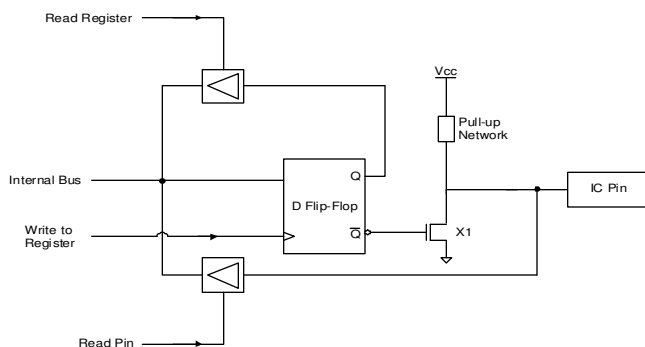 Read Register
Vcc
Pull-up
Network
Internal Bus
Q
D Flip-Flop
IC Pin
Write to
Register
Q
X1
Read Pin